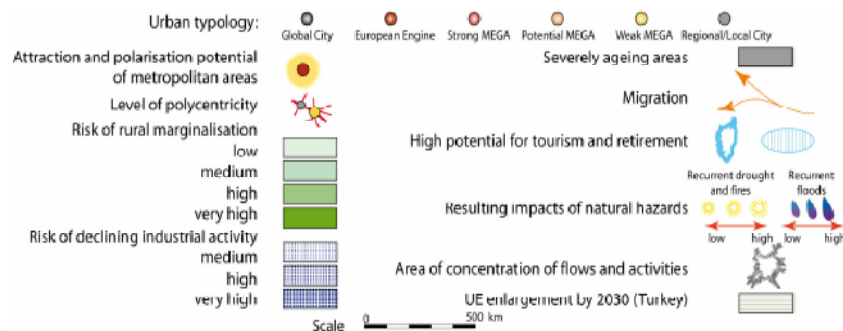 Urban typology:
Global City
European Engine
Strong MEGA
Potential MEGA
Weak MEGA
Regional/Local City
Attraction and polarisation potential
of metropolitan areas
Level of polycentricity
Risk of rural marginalisation
low
medium
high
very high
Risk of declining industrial activity
medium
high
very high
Scale
0
500 km
Severely ageing areas
Migration
High potential for tourism and retirement
Recurrent drought
and fires
Recurrent
floods
Resulting impacts of natural hazards
low
high
low
high
Area of concentration of flows and activities
UE enlargement by 2030 (Turkey)